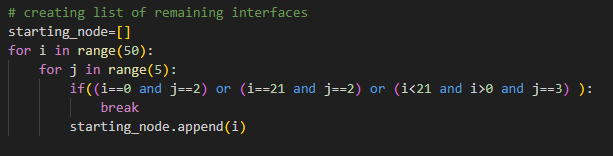 # creating list of remaining interfaces
starting_node=[]
for i in range(50):
    for j in range(5):
        if((i==0 and j==2) or (i==21 and j==2) or (i<21 and i>0 and j==3) ):
            break
        starting_node.append(i)